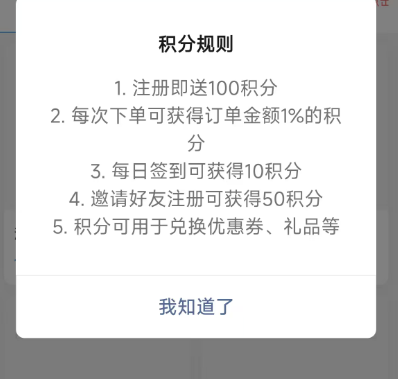 积分规则
1. 注册即送100积分
2. 每次下单可获得订单金额1%的积
分
3. 每日签到可获得10积分
4. 邀请好友注册可获得50积分
5. 积分可用于兑换优惠券、礼品等
我知道了